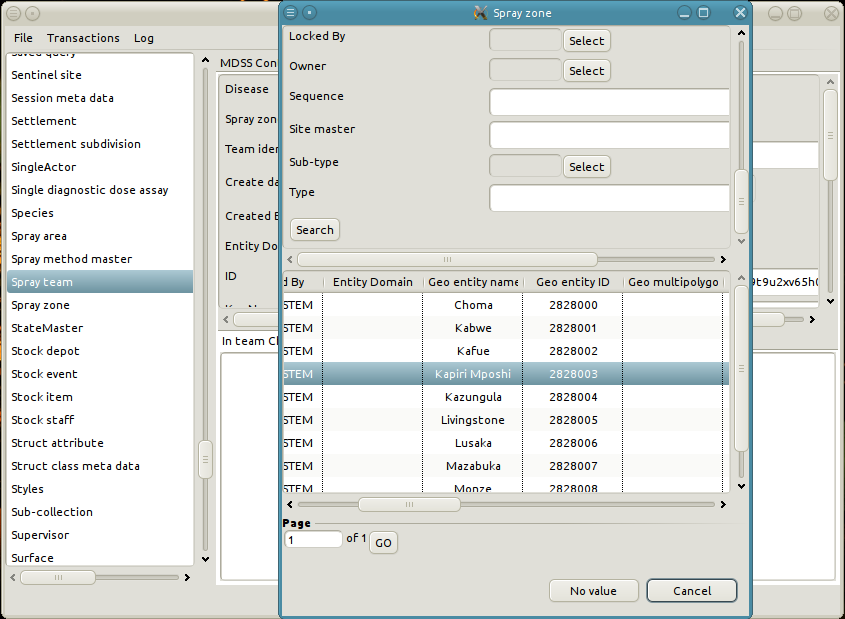 Spray zone
File Transactions Log
Saved query
Sentinel site
Session meta data
Settlement
Settlement subdivision
SingleActor
Single diagnostic dose assay
Species
Spray area
Spray method master
Spray team
Spray zone
StateMaster
Stock depot
Stock event
Stock item
Stock staff
Struct attribute
Struct class meta data
Styles
Sub-collection
Supervisor
Surface
MDSS Con
Disease
Spray zon
Team iden
Create da
Created B
Entity Do
ID
In team Cl
Locked By Select
Owner Select
Sequence
Site master
Sub-type Select
Type
Search
d By Entity Domain Geo entity name Geo entity ID Geo multipolygo
STEM Choma 2828000
STEM Kabwe 2828001
STEM Kafue 2828002
STEM Kapiri Mposhi 2828003
STEM Kazungula 2828004
STEM Livingstone 2828005
STEM Lusaka 2828006
STEM Mazabuka 2828007
STEM Monze 2828008
Page
1 of 1 GO
No value Cancel
9t9u2xv65h0